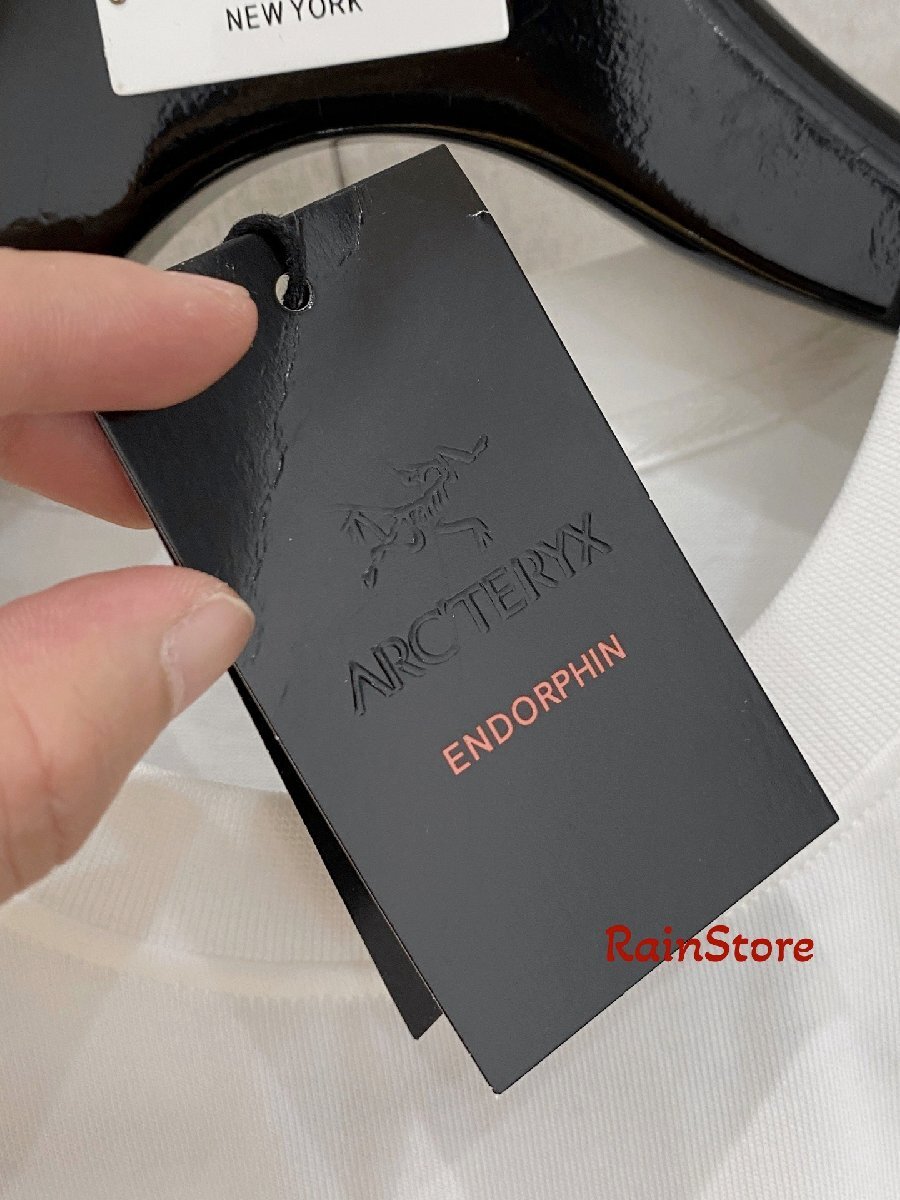 NEW YORK
ARC'TERYX
ENDORPHIN
RainStore